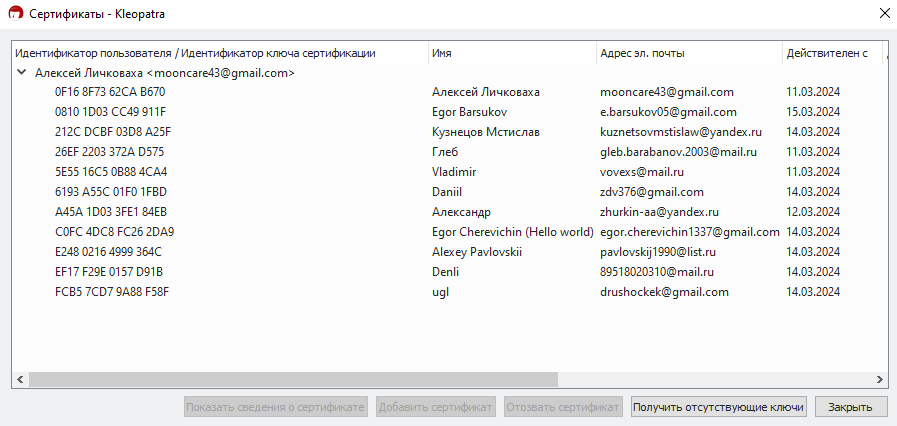 Сертификаты - Kleopatra
Идентификатор пользователя / Идентификатор ключа сертификации Имя Адрес эл. почты Действителен с
Алексей Личковаха <mooncare43@gmail.com>
0F16 8F73 62CA B670 Алексей Личковаха mooncare43@gmail.com 11.03.2024
0810 1D03 CC49 911F Egor Barsukov e.barsukov05@gmail.com 15.03.2024
212C DCBF 03D8 A25F Кузнецов Мстислав kuznetsovmstislaw@yandex.ru 14.03.2024
26EF 2203 372A D575 Глеб gleb.barabanov.2003@mail.ru 11.03.2024
5E55 16C5 0B88 4CA4 Vladimir vovexs@mail.ru 11.03.2024
6193 A55C 01F0 1FBD Daniil zdv376@gmail.com 14.03.2024
A45A 1D03 3FE1 84EB Александр zhurkin-aa@yandex.ru 12.03.2024
C0FC 4DC8 FC26 2DA9 Egor Cherevichin (Hello world) egor.cherevichin1337@gmail.com 14.03.2024
E248 0216 4999 364C Alexey Pavlovskii pavlovskij1990@list.ru 14.03.2024
EF17 F29E 0157 D91B Denli 89518020310@mail.ru 14.03.2024
FCB5 7CD7 9A88 F58F ugl drushockek@gmail.com 14.03.2024
Показать сведения о сертификате Добавить сертификат Отозвать сертификат Получить отсутствующие ключи Закрыть